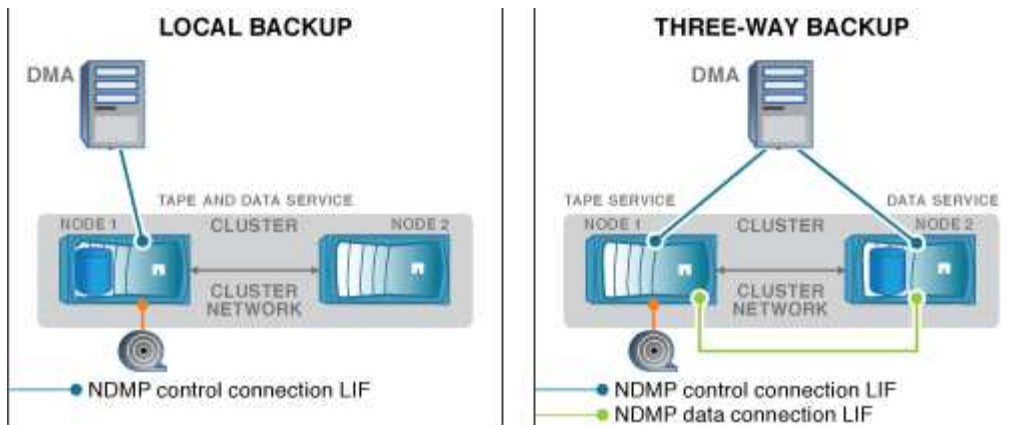 LOCAL BACKUP
DMA
TAPE AND DATA SERVICE
NODE 1
CLUSTER
NODE 2
CLUSTER
NETWORK
NDMP control connection LIF
THREE-WAY BACKUP
DMA
TAPE SERVICE
DATA SERVICE
NODE 1
CLUSTER
NODE 2
CLUSTER
NETWORK
NDMP control connection LIF
NDMP data connection LIF